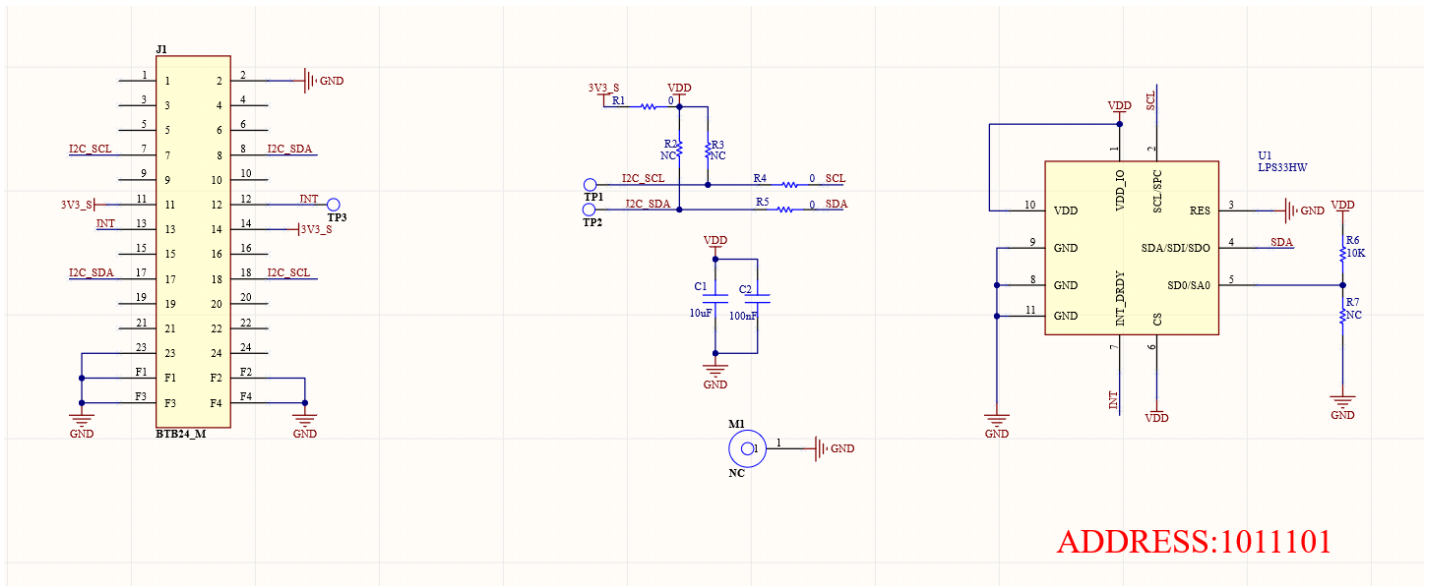 J1
1 1 2 2 GND
3 3 4 4
5 5 6 6
I2C_SCL 7 7 8 8 I2C_SDA
9 9 10 10
3V3_S 11 11 12 12 INT TP3
INT 13 13 14 14 3V3_S
15 15 16 16
I2C_SDA 17 17 18 18 I2C_SCL
19 19 20 20
21 21 22 22
23 23 24 24
F1 F1 F2 F2
F3 F3 F4 F4
GND GND
BTB24_M
3V3_S VDD
R1 0
R2 NC R3 NC
TP1 I2C_SCL R4 0 SCL
TP2 I2C_SDA R5 0 SDA
VDD
C1 C2
10uF 100nF
GND
M1
1 1 GND
NC
VDD SCL
1 2
U1
LPS33HW
VDD_IO SCL/SPC
10 VDD RES 3 GND VDD
9 GND SDA/SDI/SDO 4 SDA R6
10K
8 GND SD0/SA0 5
R7
NC
11 GND
INT_DRDY CS
7 6
INT VDD
GND GND
ADDRESS:1011101